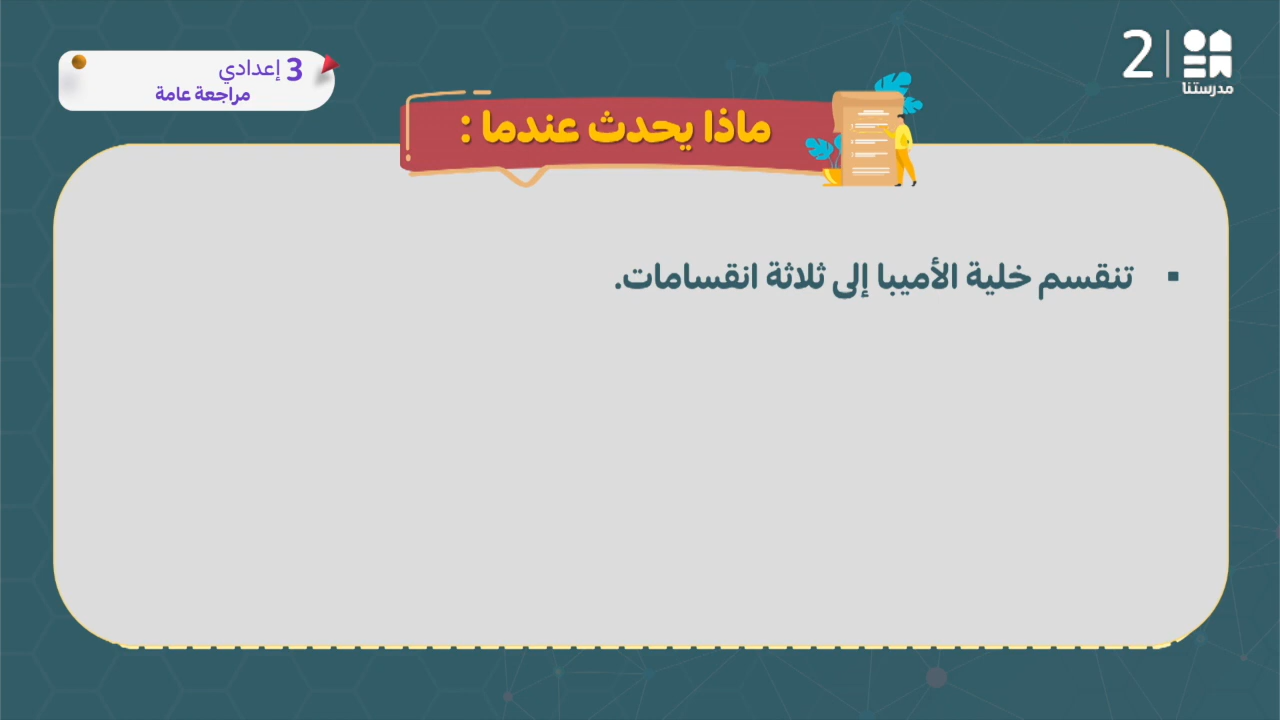 2
مدرستنا
3 إعدادي
مراجعة عامة
ماذا يحدث عندما :
▪ تنقسم خلية الأميبا إلى ثلاثة انقسامات.